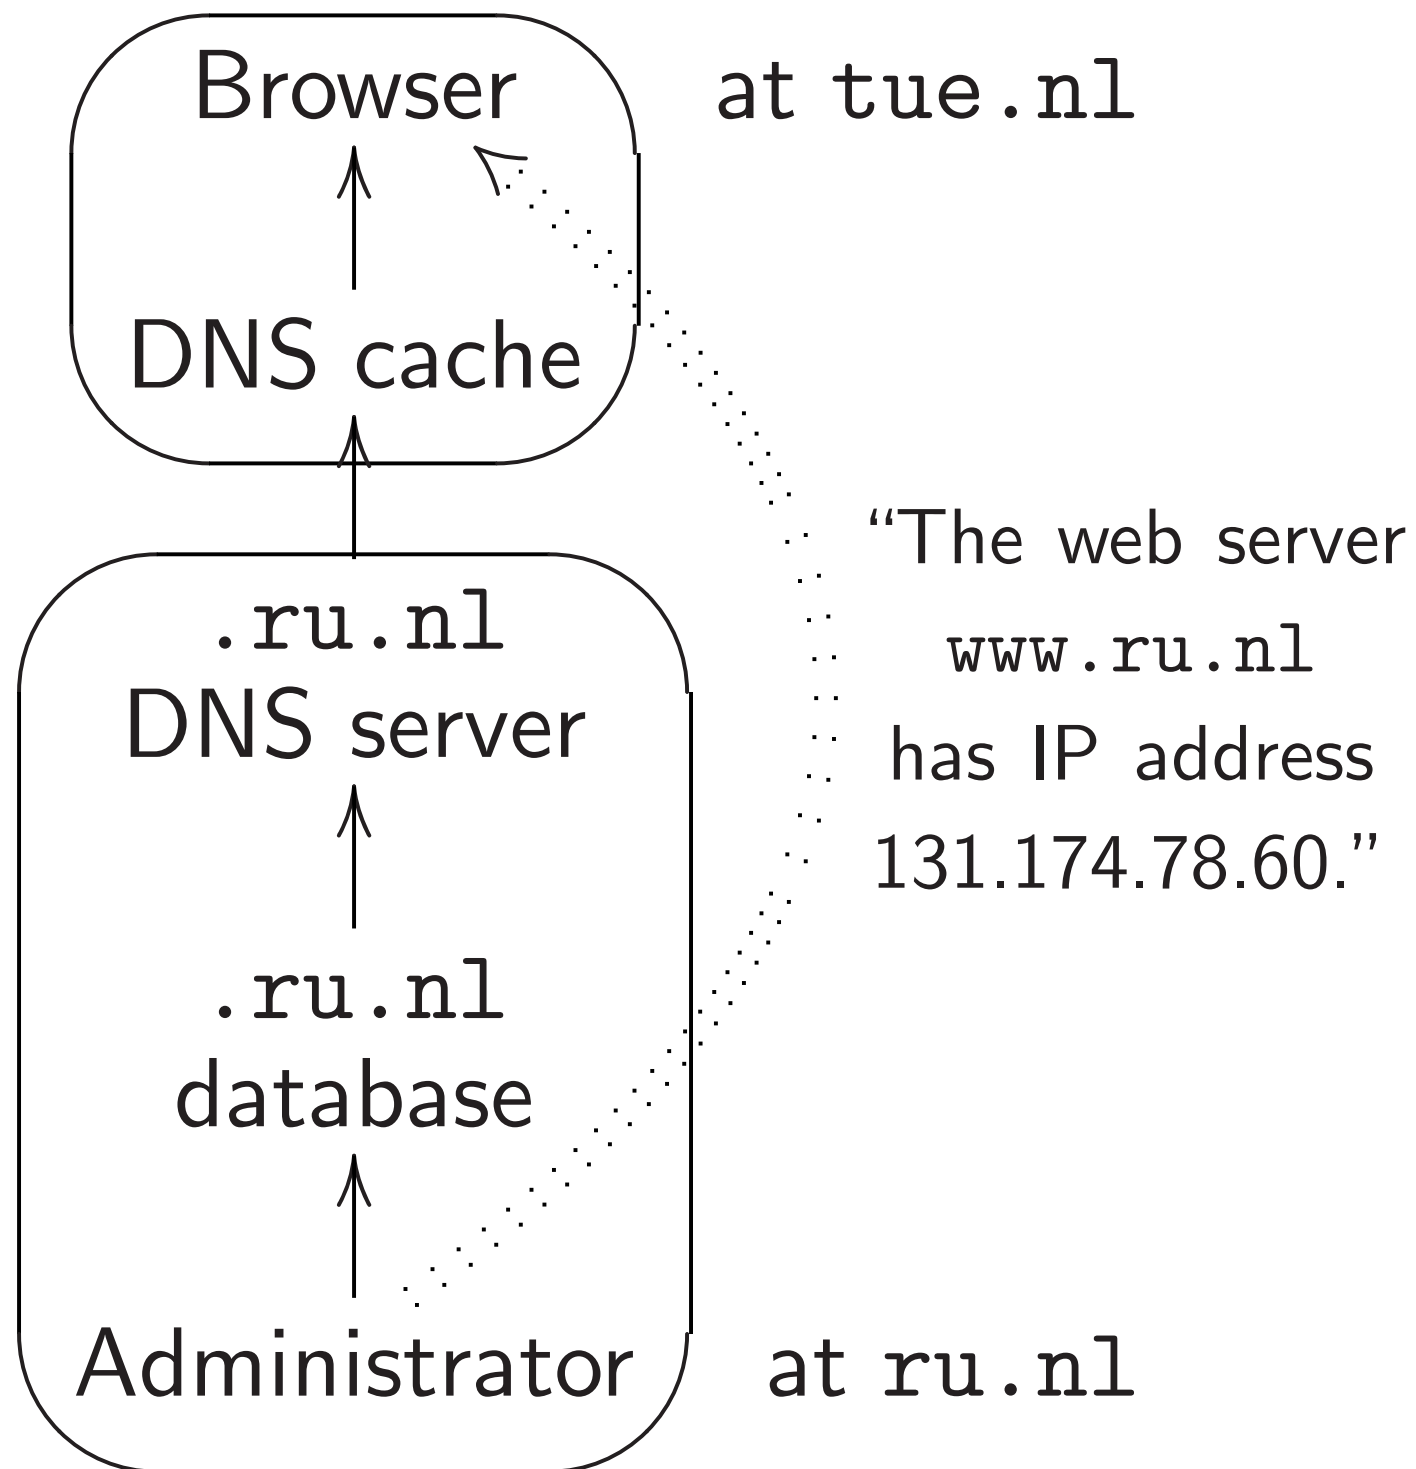 Browser
at tue.nl
DNS cache
“The web server
www.ru.nl
has IP address
131.174.78.60.”
.ru.nl
DNS server
.ru.nl
database
Administrator
at ru.nl